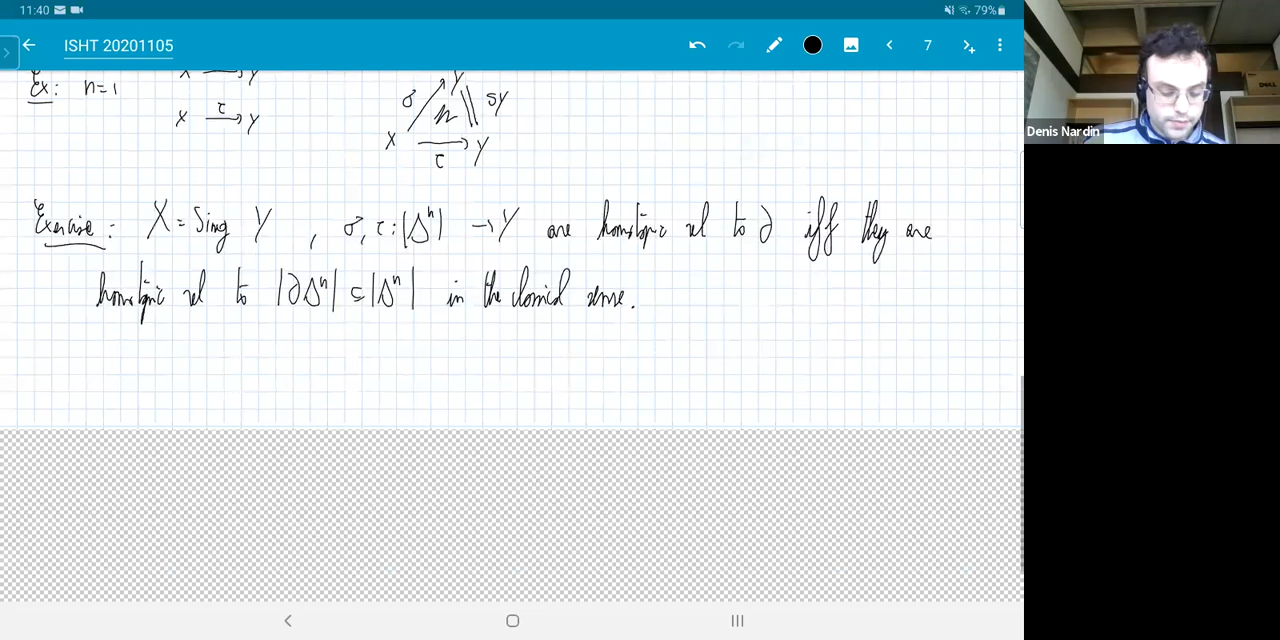 11:40
79%
ISHT 20201105
7
Ex: n=1
X → Y
σ Y
h sY
X τ→ Y
X τ→ Y
Exercise: X = Sing Y, σ, τ: |Δⁿ| → Y are homotopic rel to ∂ iff they are
homotopic rel to |∂Δⁿ| ⊆ |Δⁿ| in the classical sense.
Denis Nardin
DELL